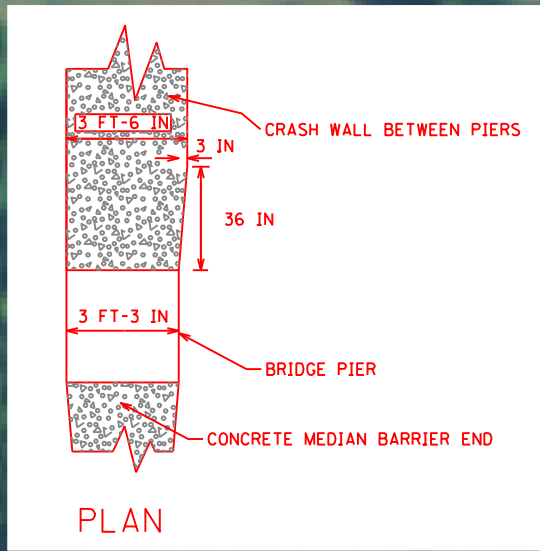 3 FT-6 IN
CRASH WALL BETWEEN PIERS
3 IN
36 IN
3 FT-3 IN
BRIDGE PIER
CONCRETE MEDIAN BARRIER END
PLAN